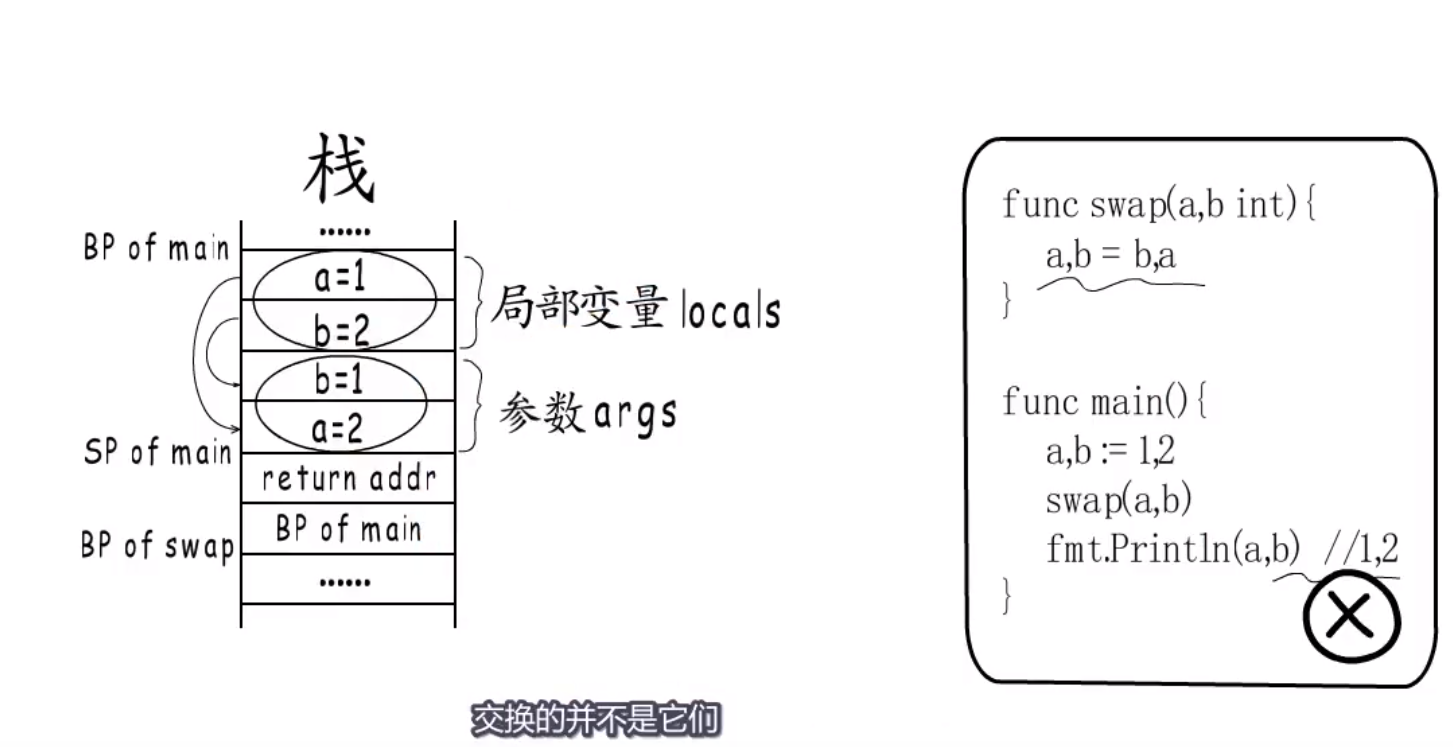 栈
......
BP of main
a=1
b=2
局部变量 locals
b=1
a=2
参数 args
SP of main
return addr
BP of main
BP of swap
......
func swap(a,b int){
a,b = b,a
}
func main(){
a,b := 1,2
swap(a,b)
fmt.Println(a,b) //1,2
}
交换的并不是它们